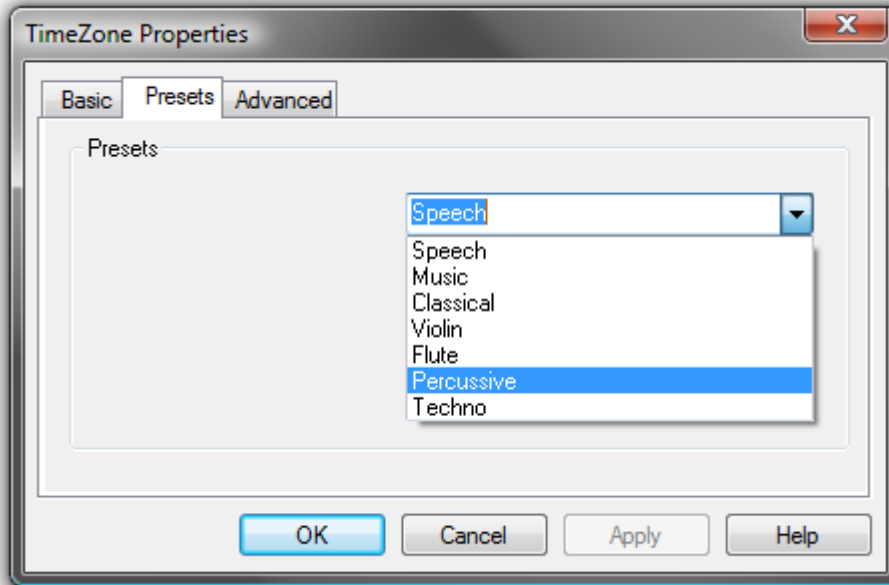 TimeZone Properties
Basic Presets Advanced
Presets
Speech
Speech
Music
Classical
Violin
Flute
Percussive
Techno
OK Cancel Apply Help